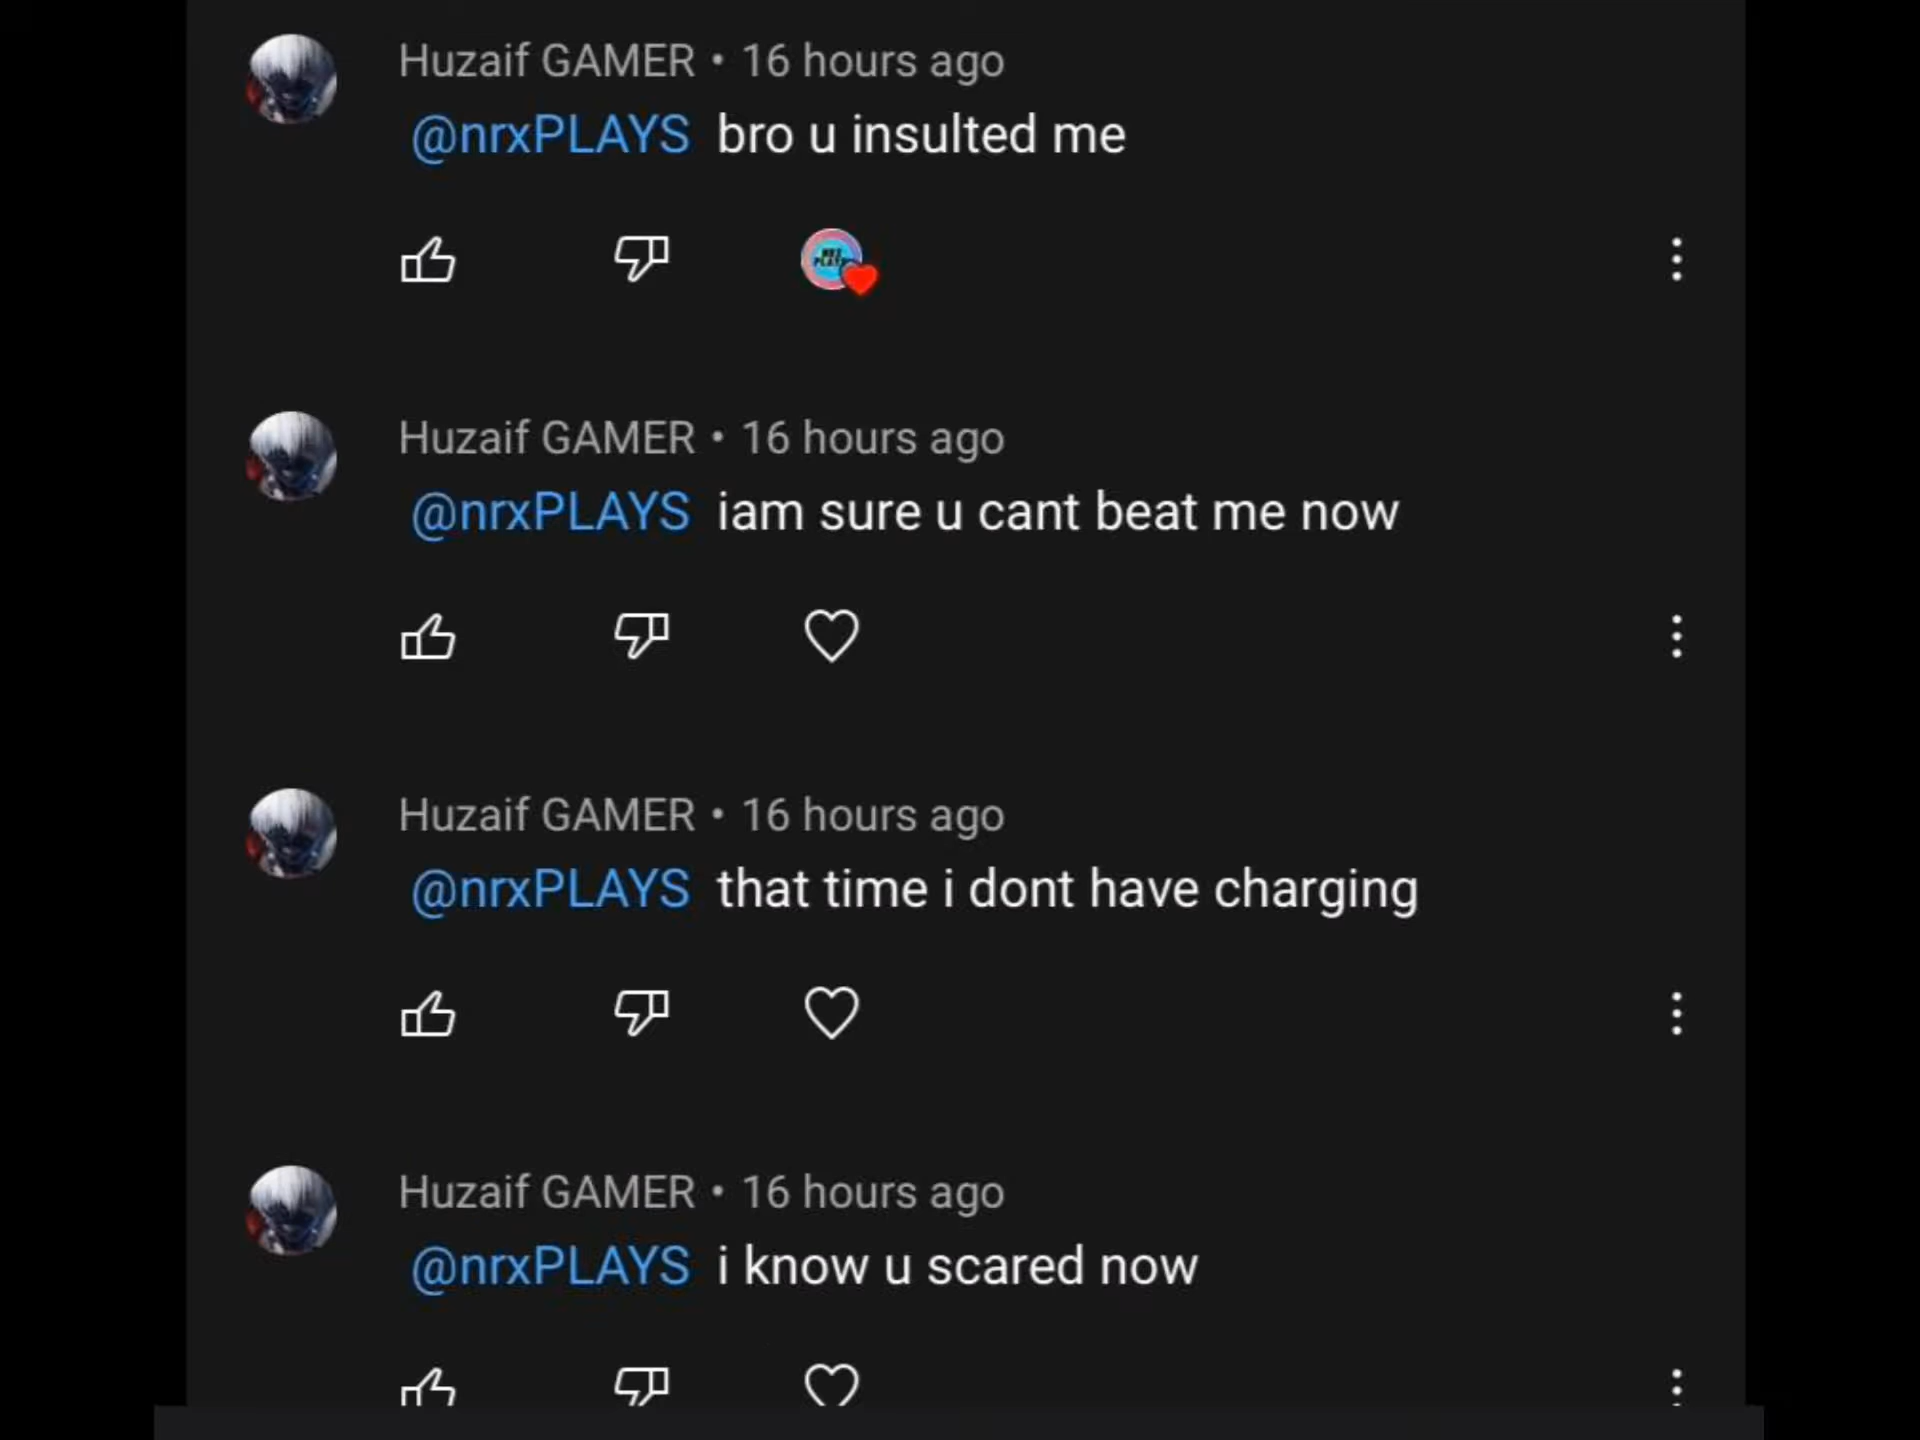 Huzaif GAMER • 16 hours ago
@nrxPLAYS bro u insulted me
NRX
PLAYS
Huzaif GAMER • 16 hours ago
@nrxPLAYS iam sure u cant beat me now
Huzaif GAMER • 16 hours ago
@nrxPLAYS that time i dont have charging
Huzaif GAMER • 16 hours ago
@nrxPLAYS i know u scared now